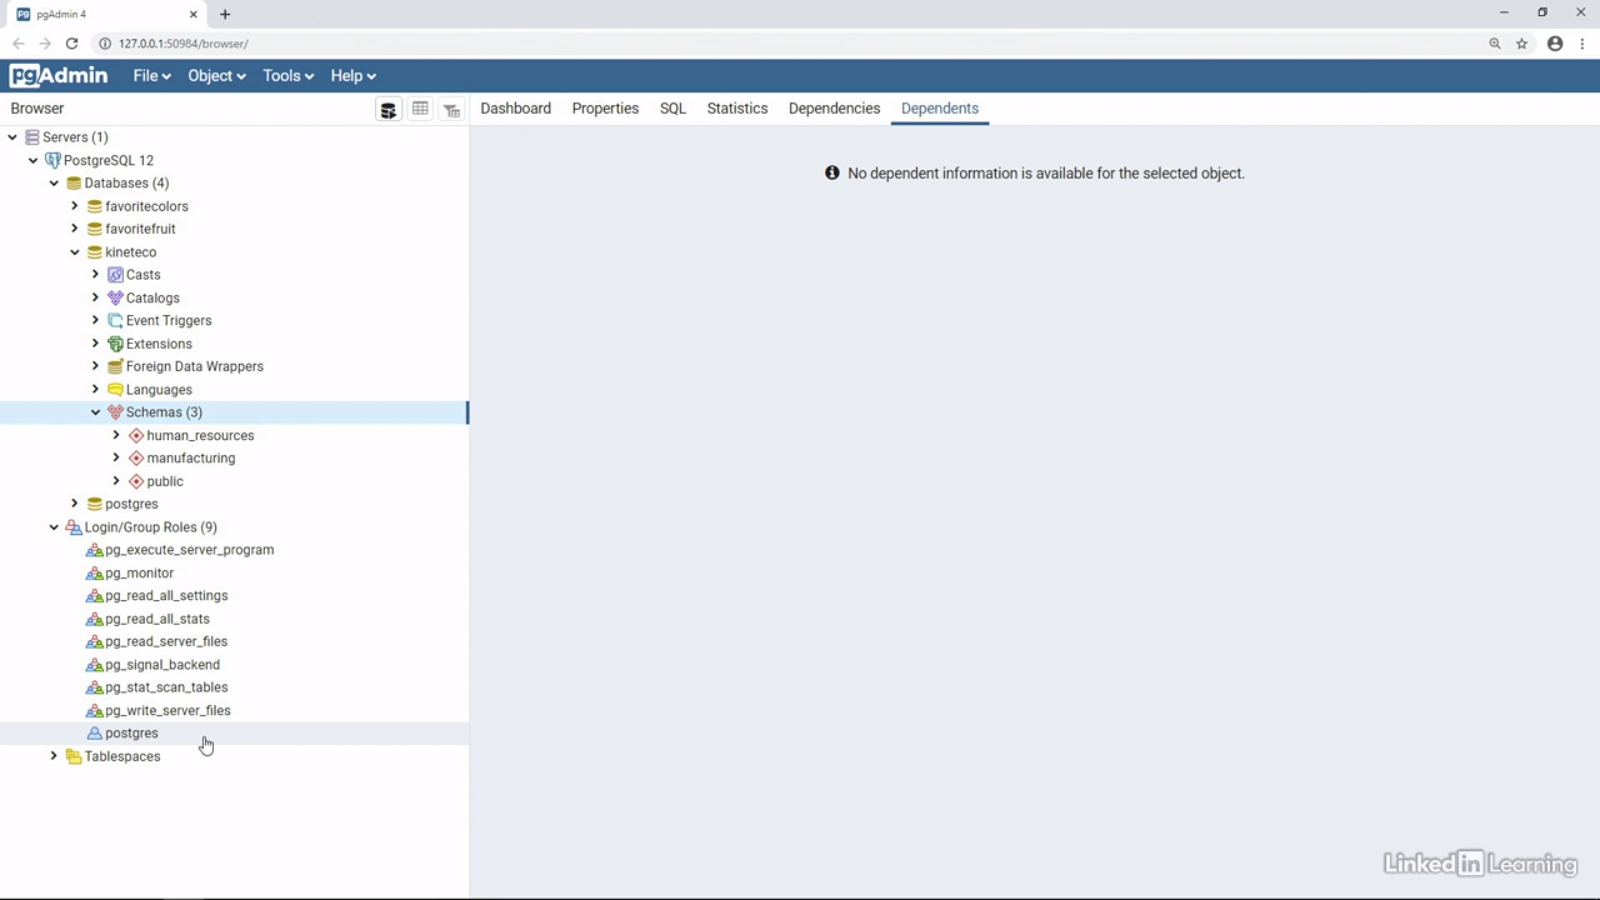 pgAdmin 4
127.0.0.1:50984/browser/
pgAdmin File Object Tools Help
Browser
Dashboard Properties SQL Statistics Dependencies Dependents
Servers (1)
PostgreSQL 12
Databases (4)
favoritecolors
favoritefruit
kineteco
Casts
Catalogs
Event Triggers
Extensions
Foreign Data Wrappers
Languages
Schemas (3)
human_resources
manufacturing
public
postgres
Login/Group Roles (9)
pg_execute_server_program
pg_monitor
pg_read_all_settings
pg_read_all_stats
pg_read_server_files
pg_signal_backend
pg_stat_scan_tables
pg_write_server_files
postgres
Tablespaces
No dependent information is available for the selected object.
Linked in Learning